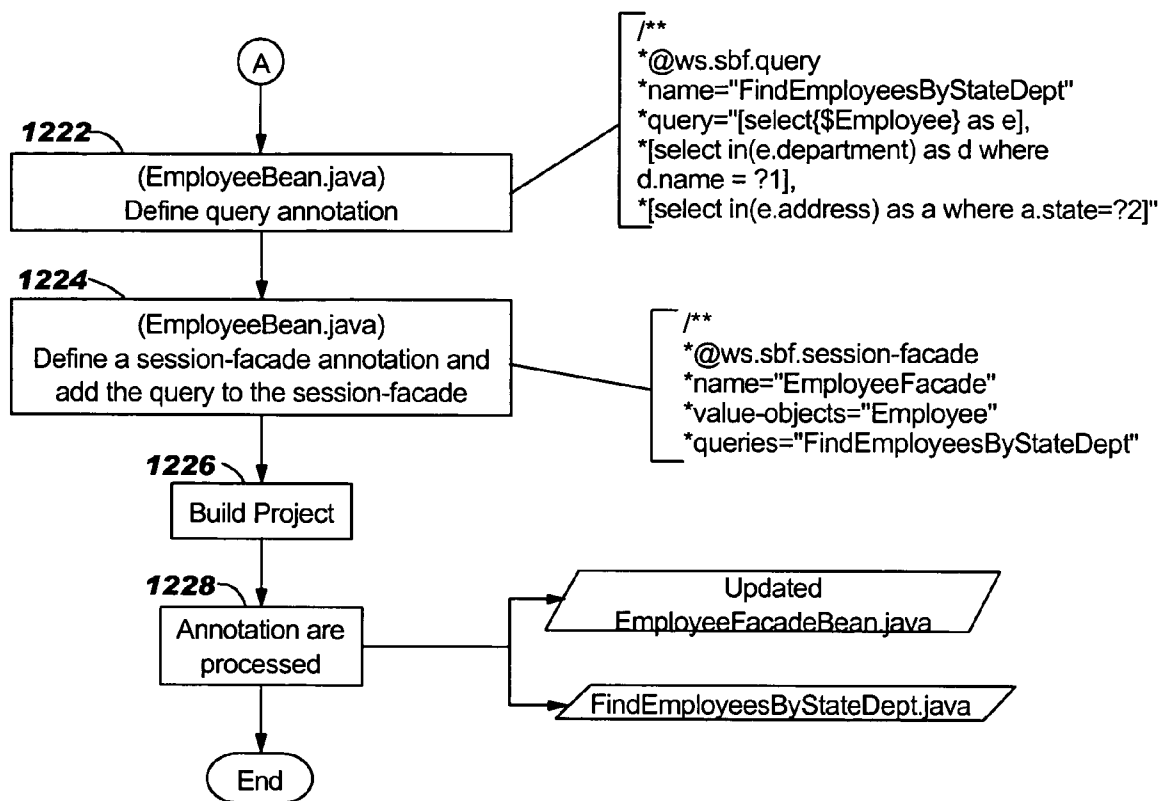 A
/**
*@ws.sbf.query
*name="FindEmployeesByStateDept"
*query="[select{$Employee} as e],
*[select in(e.department) as d where
d.name = ?1],
*[select in(e.address) as a where a.state=?2]"
1222
(EmployeeBean.java)
Define query annotation
1224
(EmployeeBean.java)
Define a session-facade annotation and
add the query to the session-facade
/**
*@ws.sbf.session-facade
*name="EmployeeFacade"
*value-objects="Employee"
*queries="FindEmployeesByStateDept"
1226
Build Project
1228
Annotation are
processed
Updated
EmployeeFacadeBean.java
FindEmployeesByStateDept.java
End